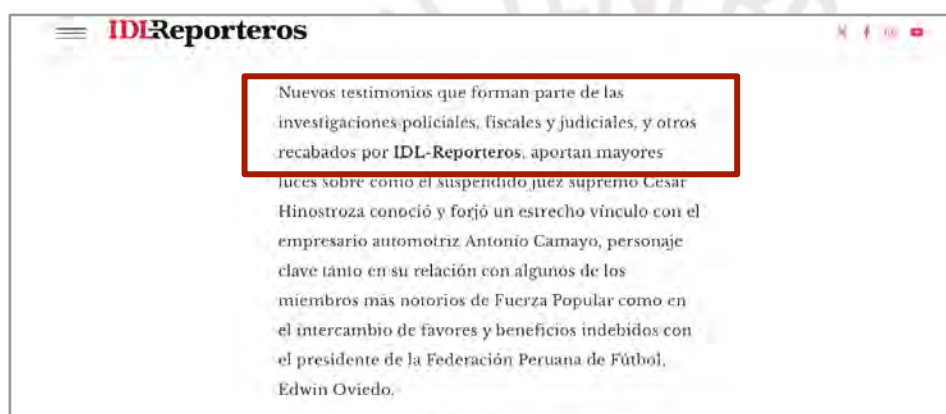 IDL-Reporteros
Nuevos testimonios que forman parte de las
investigaciones policiales, fiscales y judiciales, y otros
recabados por IDL-Reporteros, aportan mayores
luces sobre cómo el suspendido juez supremo César
Hinostroza conoció y forjó un estrecho vínculo con el
empresario automotriz Antonio Camayo, personaje
clave tanto en su relación con algunos de los
miembros más notorios de Fuerza Popular como en
el intercambio de favores y beneficios indebidos con
el presidente de la Federación Peruana de Fútbol,
Edwin Oviedo.